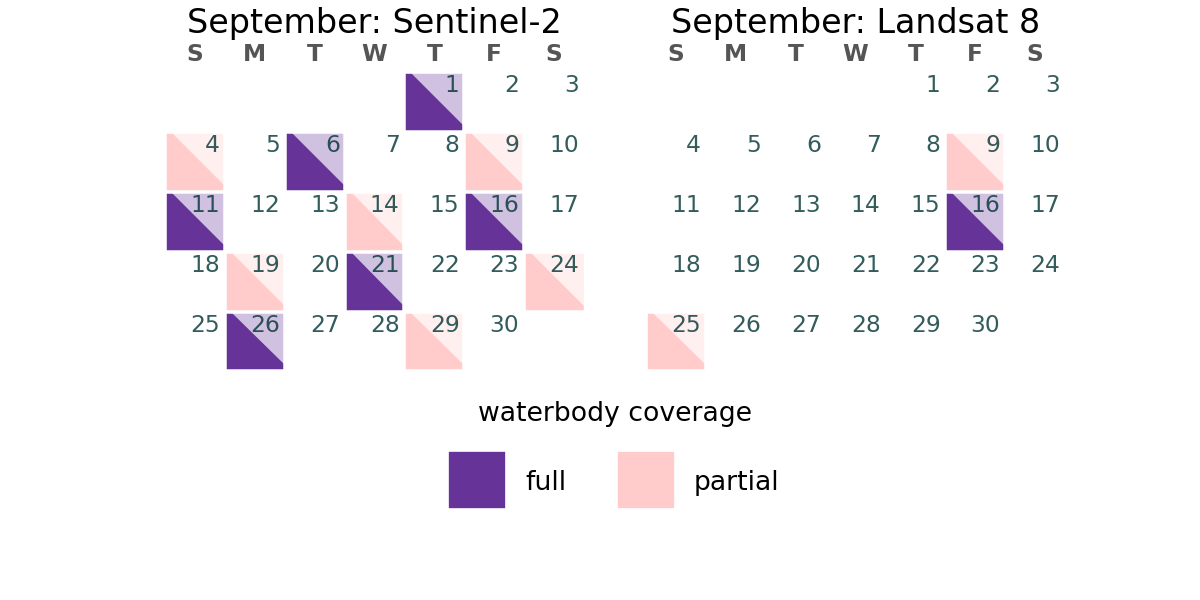 September: Sentinel-2
S M T W T F S
1 2 3
4 5 6 7 8 9 10
11 12 13 14 15 16 17
18 19 20 21 22 23 24
25 26 27 28 29 30
September: Landsat 8
S M T W T F S
1 2 3
4 5 6 7 8 9 10
11 12 13 14 15 16 17
18 19 20 21 22 23 24
25 26 27 28 29 30
waterbody coverage
full
partial